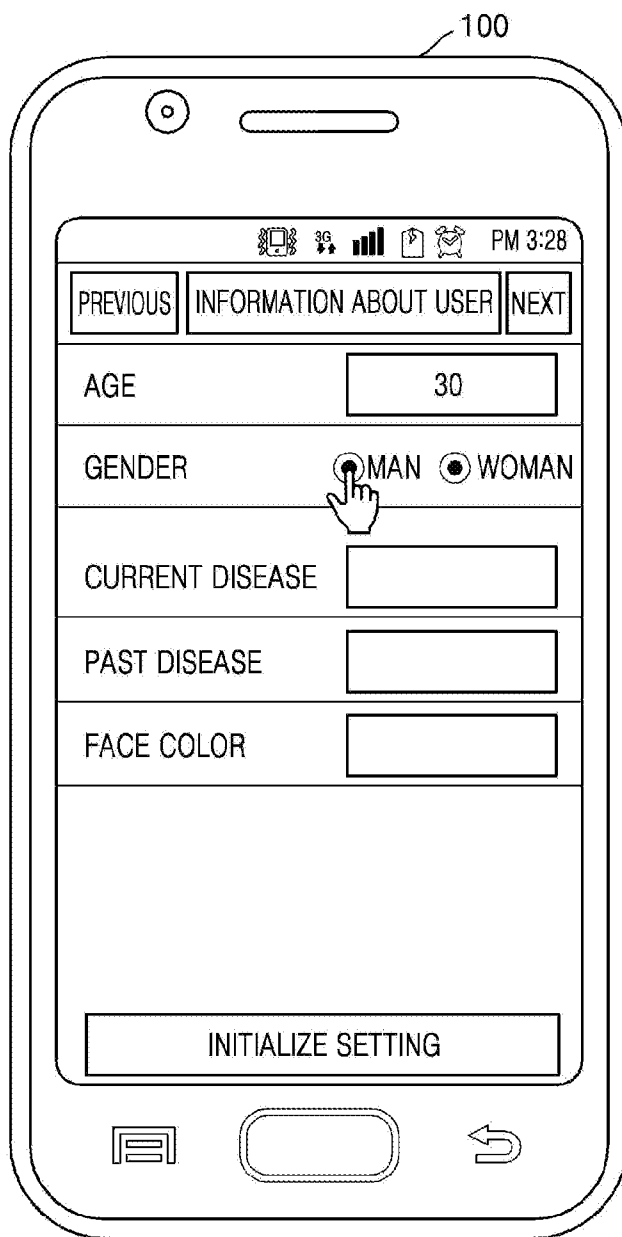 100
3G PM 3:28
PREVIOUS INFORMATION ABOUT USER NEXT
AGE 30
GENDER MAN WOMAN
CURRENT DISEASE
PAST DISEASE
FACE COLOR
INITIALIZE SETTING